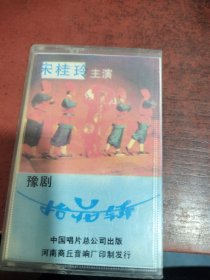 宋桂玲 主演
豫剧
抬花轿
中国唱片总公司出版
河南商丘音响厂印制发行